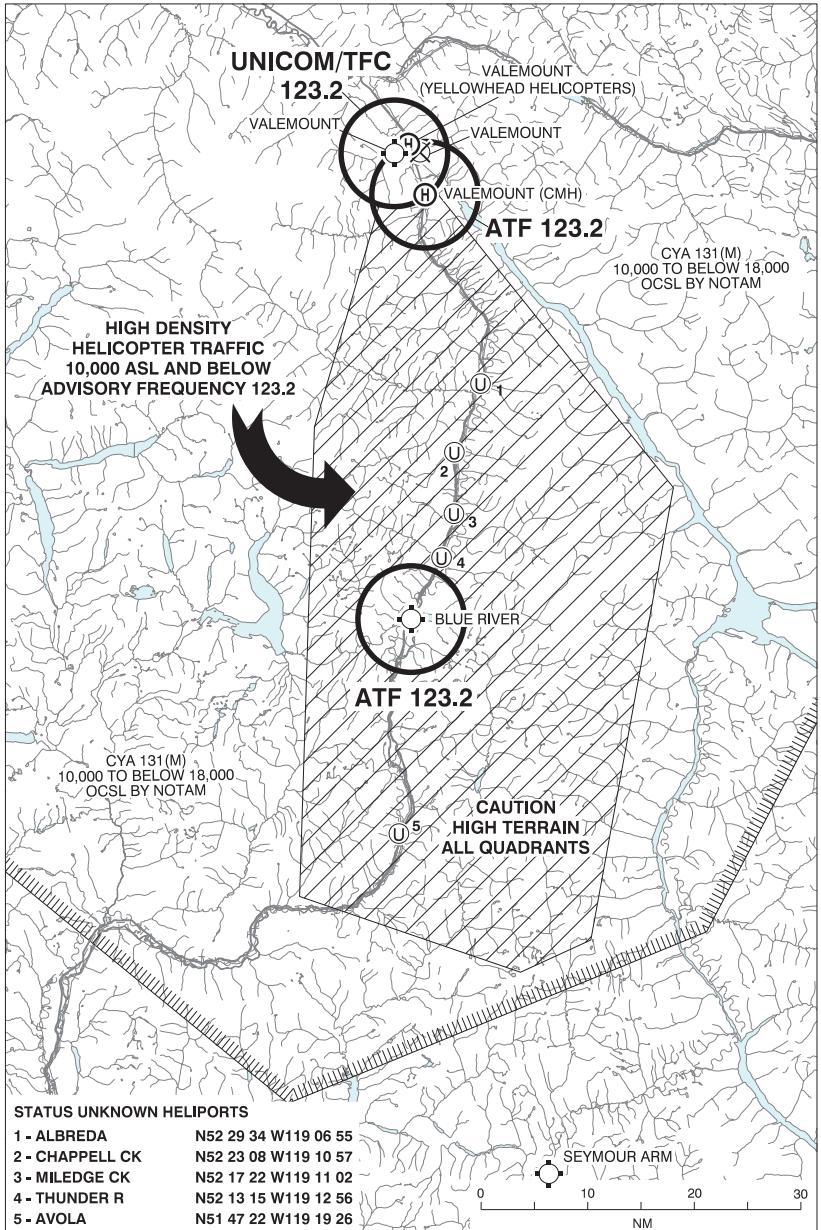 UNICOM/TFC
123.2
VALEMOUNT
(YELLOWHEAD HELICOPTERS)
VALEMOUNT
VALEMOUNT
H
H
VALEMOUNT (CMH)
ATF 123.2
CYA 131(M)
10,000 TO BELOW 18,000
OCSL BY NOTAM
HIGH DENSITY
HELICOPTER TRAFFIC
10,000 ASL AND BELOW
ADVISORY FREQUENCY 123.2
U 1
U 2
U 3
U 4
BLUE RIVER
ATF 123.2
CYA 131(M)
10,000 TO BELOW 18,000
OCSL BY NOTAM
U 5
CAUTION
HIGH TERRAIN
ALL QUADRANTS
STATUS UNKNOWN HELIPORTS
1 - ALBREDA N52 29 34 W119 06 55
2 - CHAPPELL CK N52 23 08 W119 10 57
3 - MILEDGE CK N52 17 22 W119 11 02
4 - THUNDER R N52 13 15 W119 12 56
5 - AVOLA N51 47 22 W119 19 26
SEYMOUR ARM
0 10 20 30
NM